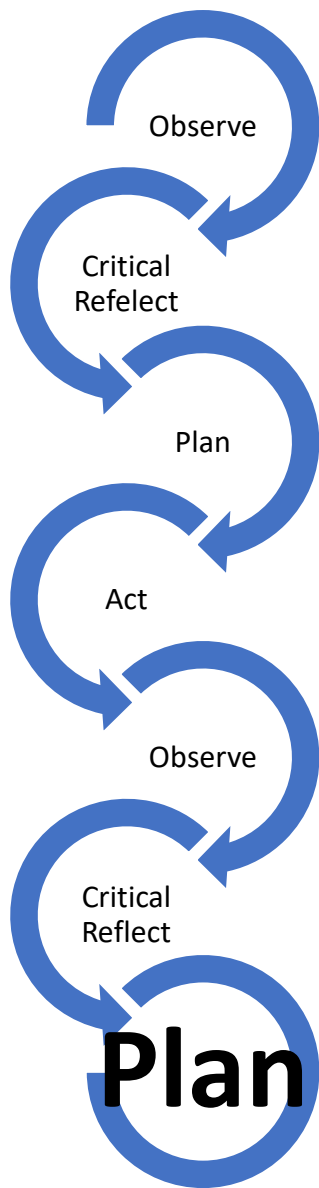 Observe
Critical
Refelect
Plan
Act
Observe
Critical
Reflect
Plan